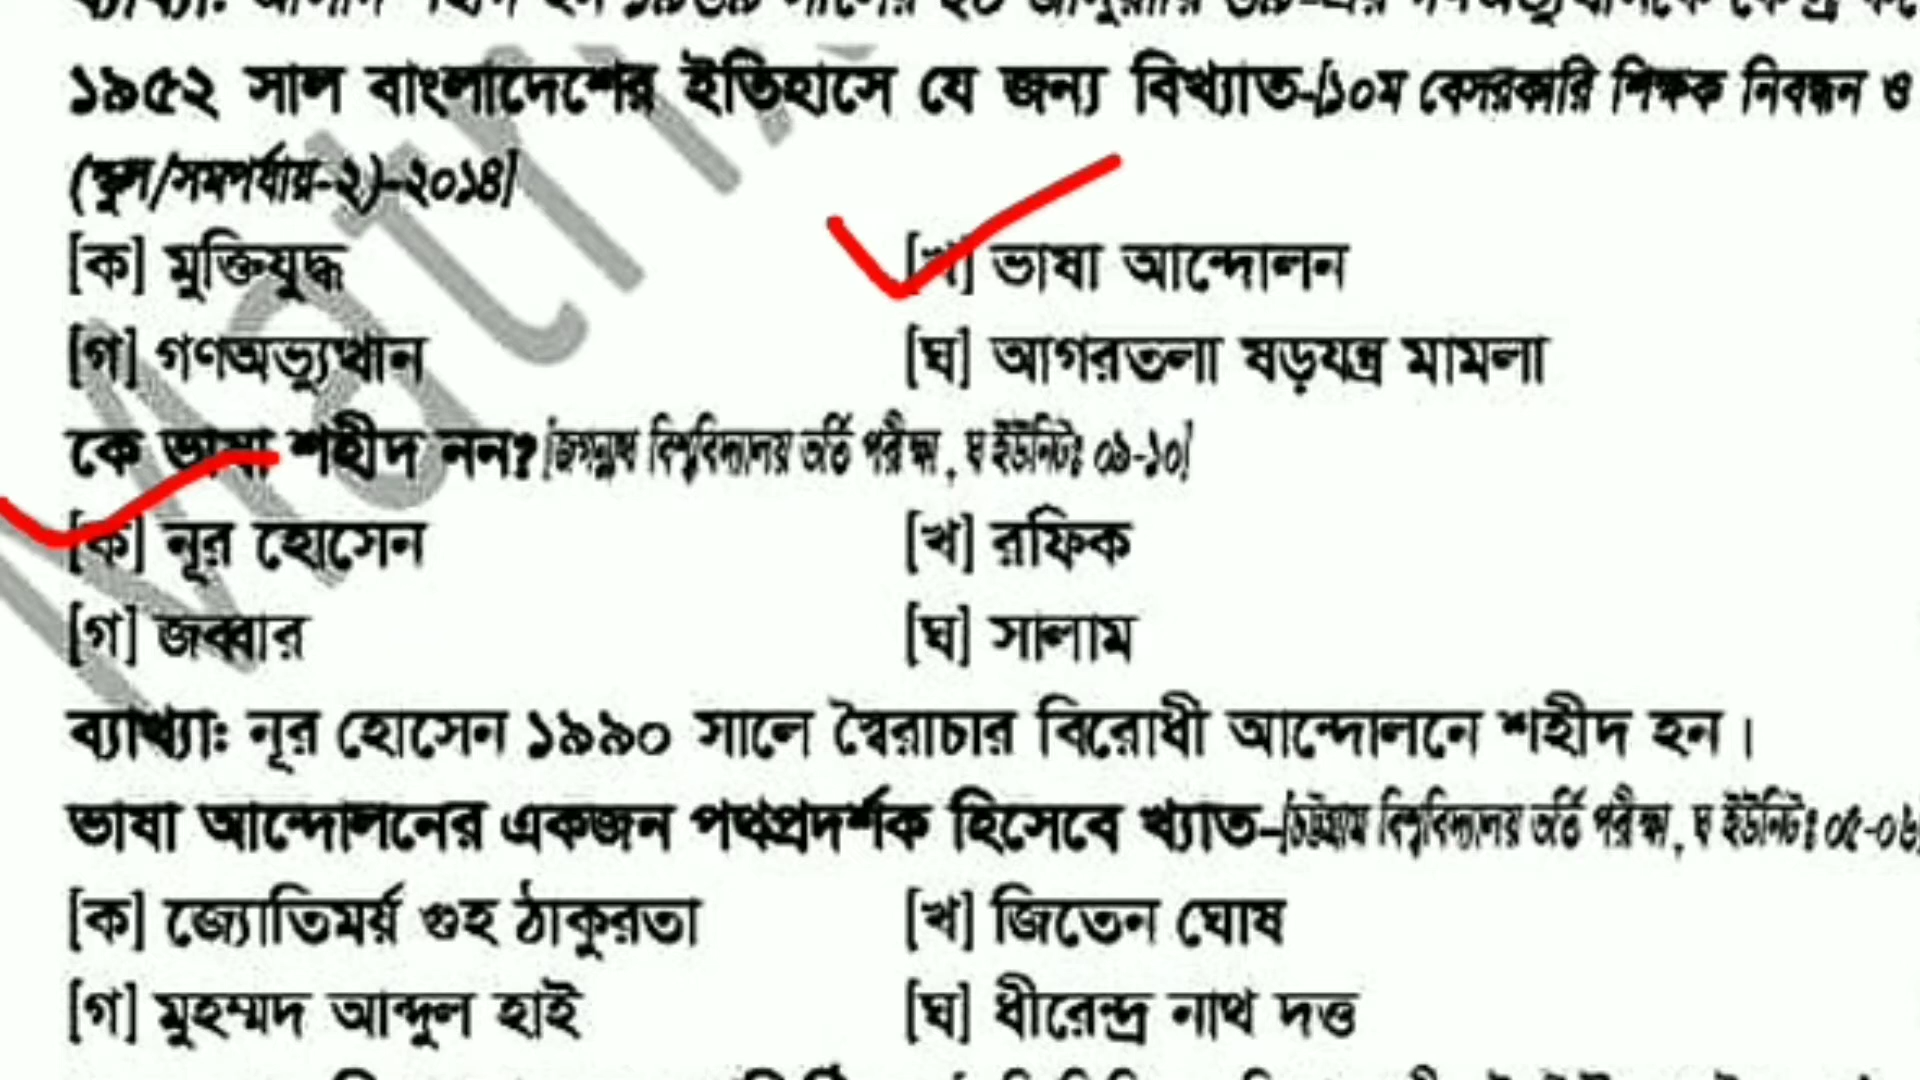 ১৯৫২ সাল বাংলাদেশের ইতিহাসে যে জন্য বিখ্যাত-[১০ম বেসরকারি শিক্ষক নিবন্ধন ও
(স্কুল/সমপর্যায়-২)-২০১৪]
[ক] মুক্তিযুদ্ধ [খ] ভাষা আন্দোলন
[গ] গণঅভ্যুত্থান [ঘ] আগরতলা ষড়যন্ত্র মামলা
কে ভাষা শহীদ নন? [জগন্নাথ বিশ্ববিদ্যালয় ভর্তি পরীক্ষা, ঘ ইউনিটঃ ০৯-১০]
[ক] নূর হোসেন [খ] রফিক
[গ] জব্বার [ঘ] সালাম
ব্যাখ্যাঃ নূর হোসেন ১৯৯০ সালে স্বৈরাচার বিরোধী আন্দোলনে শহীদ হন।
ভাষা আন্দোলনের একজন পথপ্রদর্শক হিসেবে খ্যাত-[চট্টগ্রাম বিশ্ববিদ্যালয় ভর্তি পরীক্ষা, ঘ ইউনিটঃ ০৫-০৬
[ক] জ্যোতির্ময় গুহ ঠাকুরতা [খ] জিতেন ঘোষ
[গ] মুহম্মদ আব্দুল হাই [ঘ] ধীরেন্দ্র নাথ দত্ত